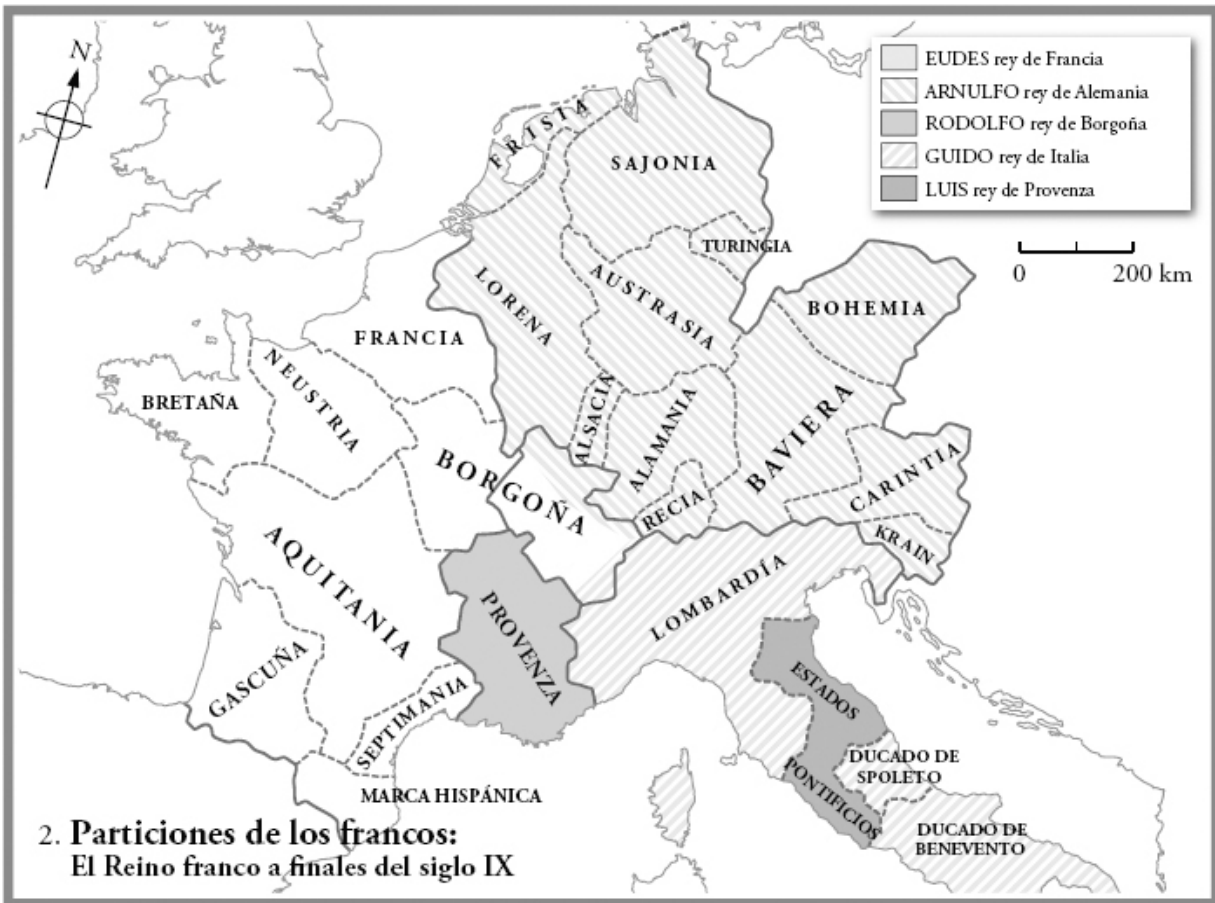 N
EUDES rey de Francia
ARNULFO rey de Alemania
RODOLFO rey de Borgoña
GUIDO rey de Italia
LUIS rey de Provenza
0 200 km
FRISIA
SAJONIA
TURINGIA
LORENA
AUSTRASIA
BOHEMIA
FRANCIA
NEUSTRIA
BRETAÑA
ALSACIA
ALAMANIA
BAVIERA
BORGOÑA
RECIA
CARINTIA
KRAIN
AQUITANIA
PROVENZA
LOMBARDÍA
GASCUÑA
SEPTIMANIA
ESTADOS
PONTIFICIOS
DUCADO DE
SPOLETO
MARCA HISPÁNICA
DUCADO DE
BENEVENTO
2. Particiones de los francos:
El Reino franco a finales del siglo IX